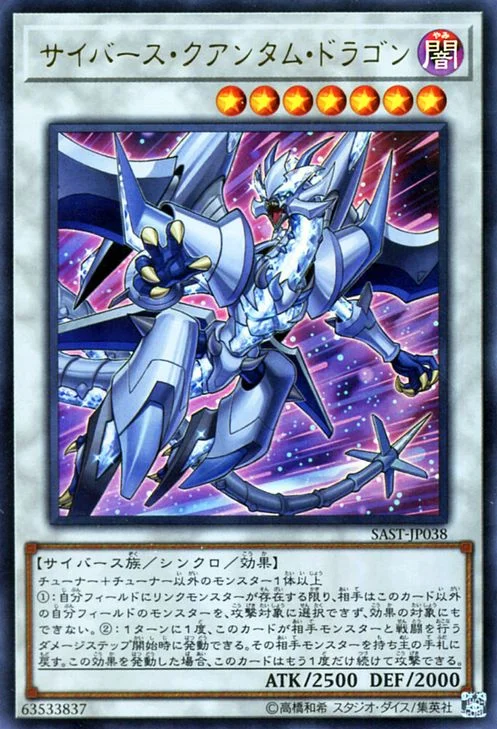 サイバース・クアンタム・ドラゴン
闇
SAST-JP038
【サイバース族／シンクロ／効果】
チューナー＋チューナー以外のモンスター1体以上
①：自分フィールドにリンクモンスターが存在する限り、相手はこのカード以外
の自分フィールドのモンスターを、攻撃対象に選択できず、効果の対象にも
できない。②：1ターンに1度、このカードが相手モンスターと戦闘を行う
ダメージステップ開始時に発動できる。その相手モンスターを持ち主の手札に
戻す。この効果を発動した場合、このカードはもう1度だけ続けて攻撃できる。
ATK/2500 DEF/2000
63533837
©高橋和希 スタジオ・ダイス/集英社